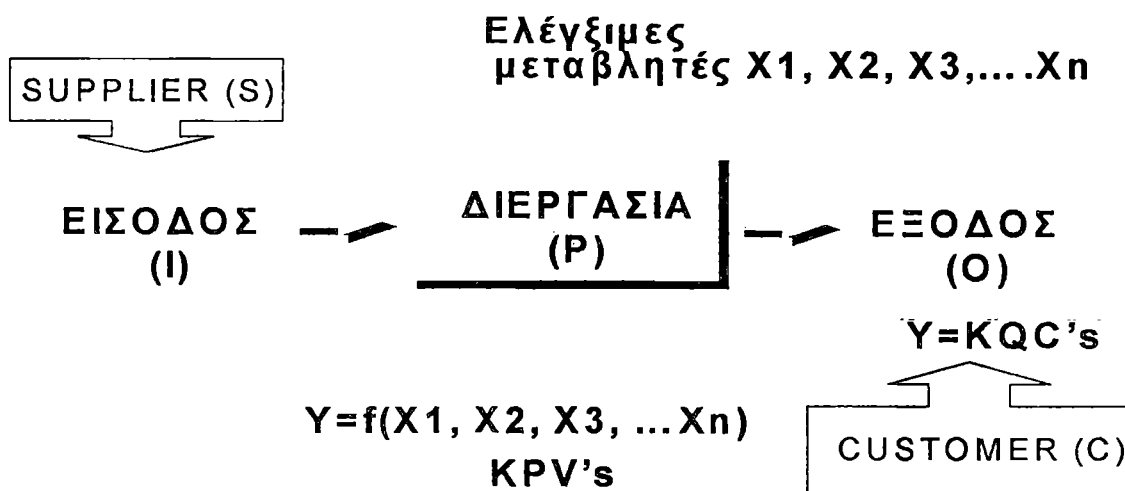 Ελέγξιμες
μεταβλητές X1, X2, X3,....Xn
SUPPLIER (S)
ΕΙΣΟΔΟΣ
(I)
ΔΙΕΡΓΑΣΙΑ
(P)
ΕΞΟΔΟΣ
(O)
Y=KQC's
Y=f(X1, X2, X3, ...Xn)
KPV's
CUSTOMER (C)